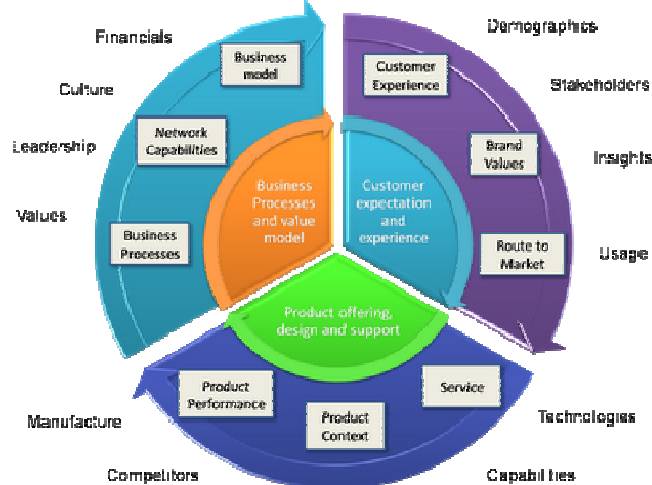 Financials
Culture
Leadership
Values
Business
model
Network
Capabilities
Business
Processes
Business
Processes
and value
model
Demographics
Stakeholders
Insights
Usage
Customer
Experience
Brand
Values
Route to
Market
Customer
expectation
and
experience
Product offering,
design and support
Product
Performance
Product
Context
Service
Manufacture
Competitors
Technologies
Capabilities